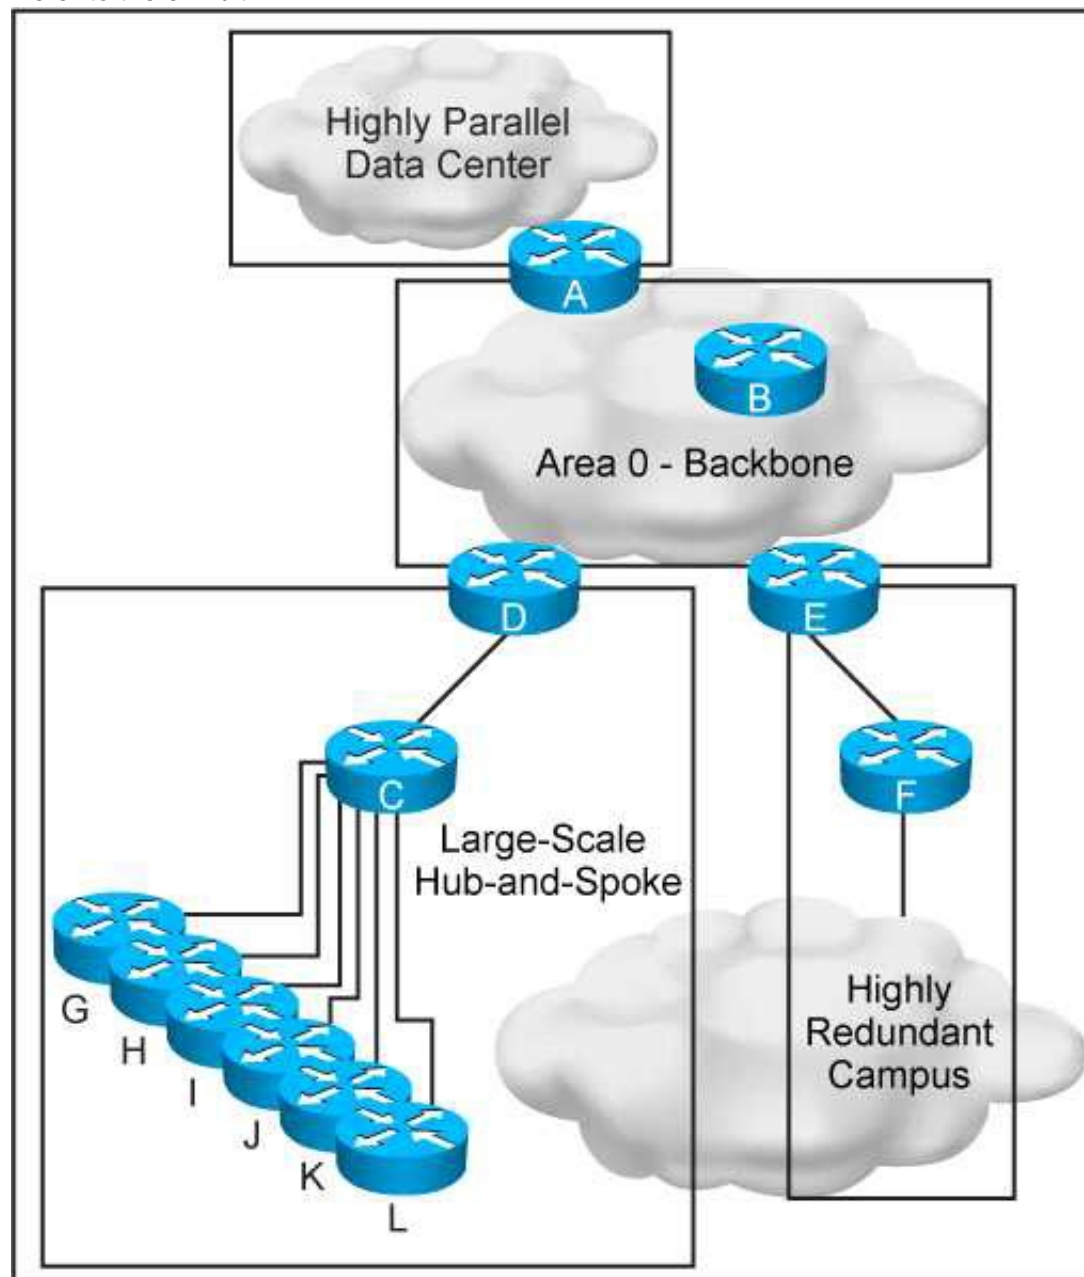 Highly Parallel
Data Center
A
B
Area 0 - Backbone
D
E
C
F
Large-Scale
Hub-and-Spoke
G
H
I
J
K
L
Highly
Redundant
Campus